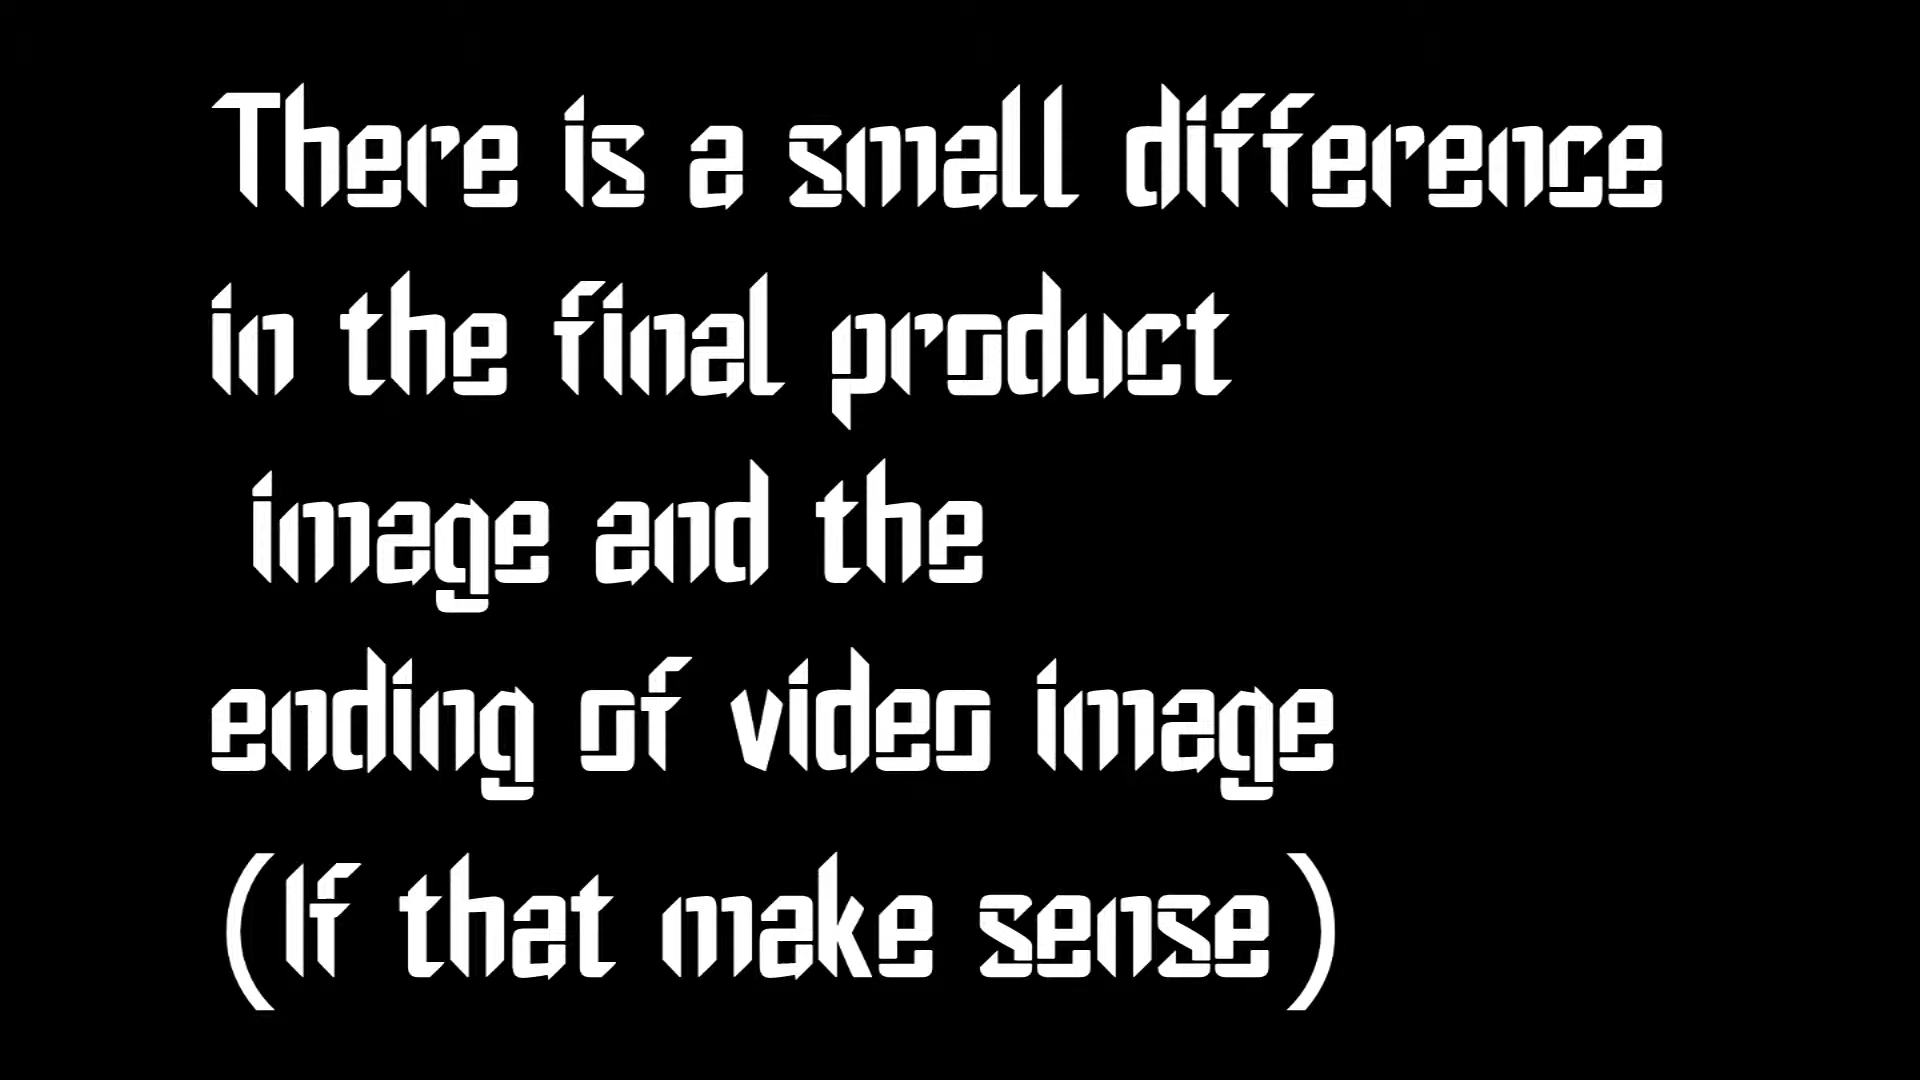 There is a small difference
in the final product
image and the
ending of video image
(If that make sense)